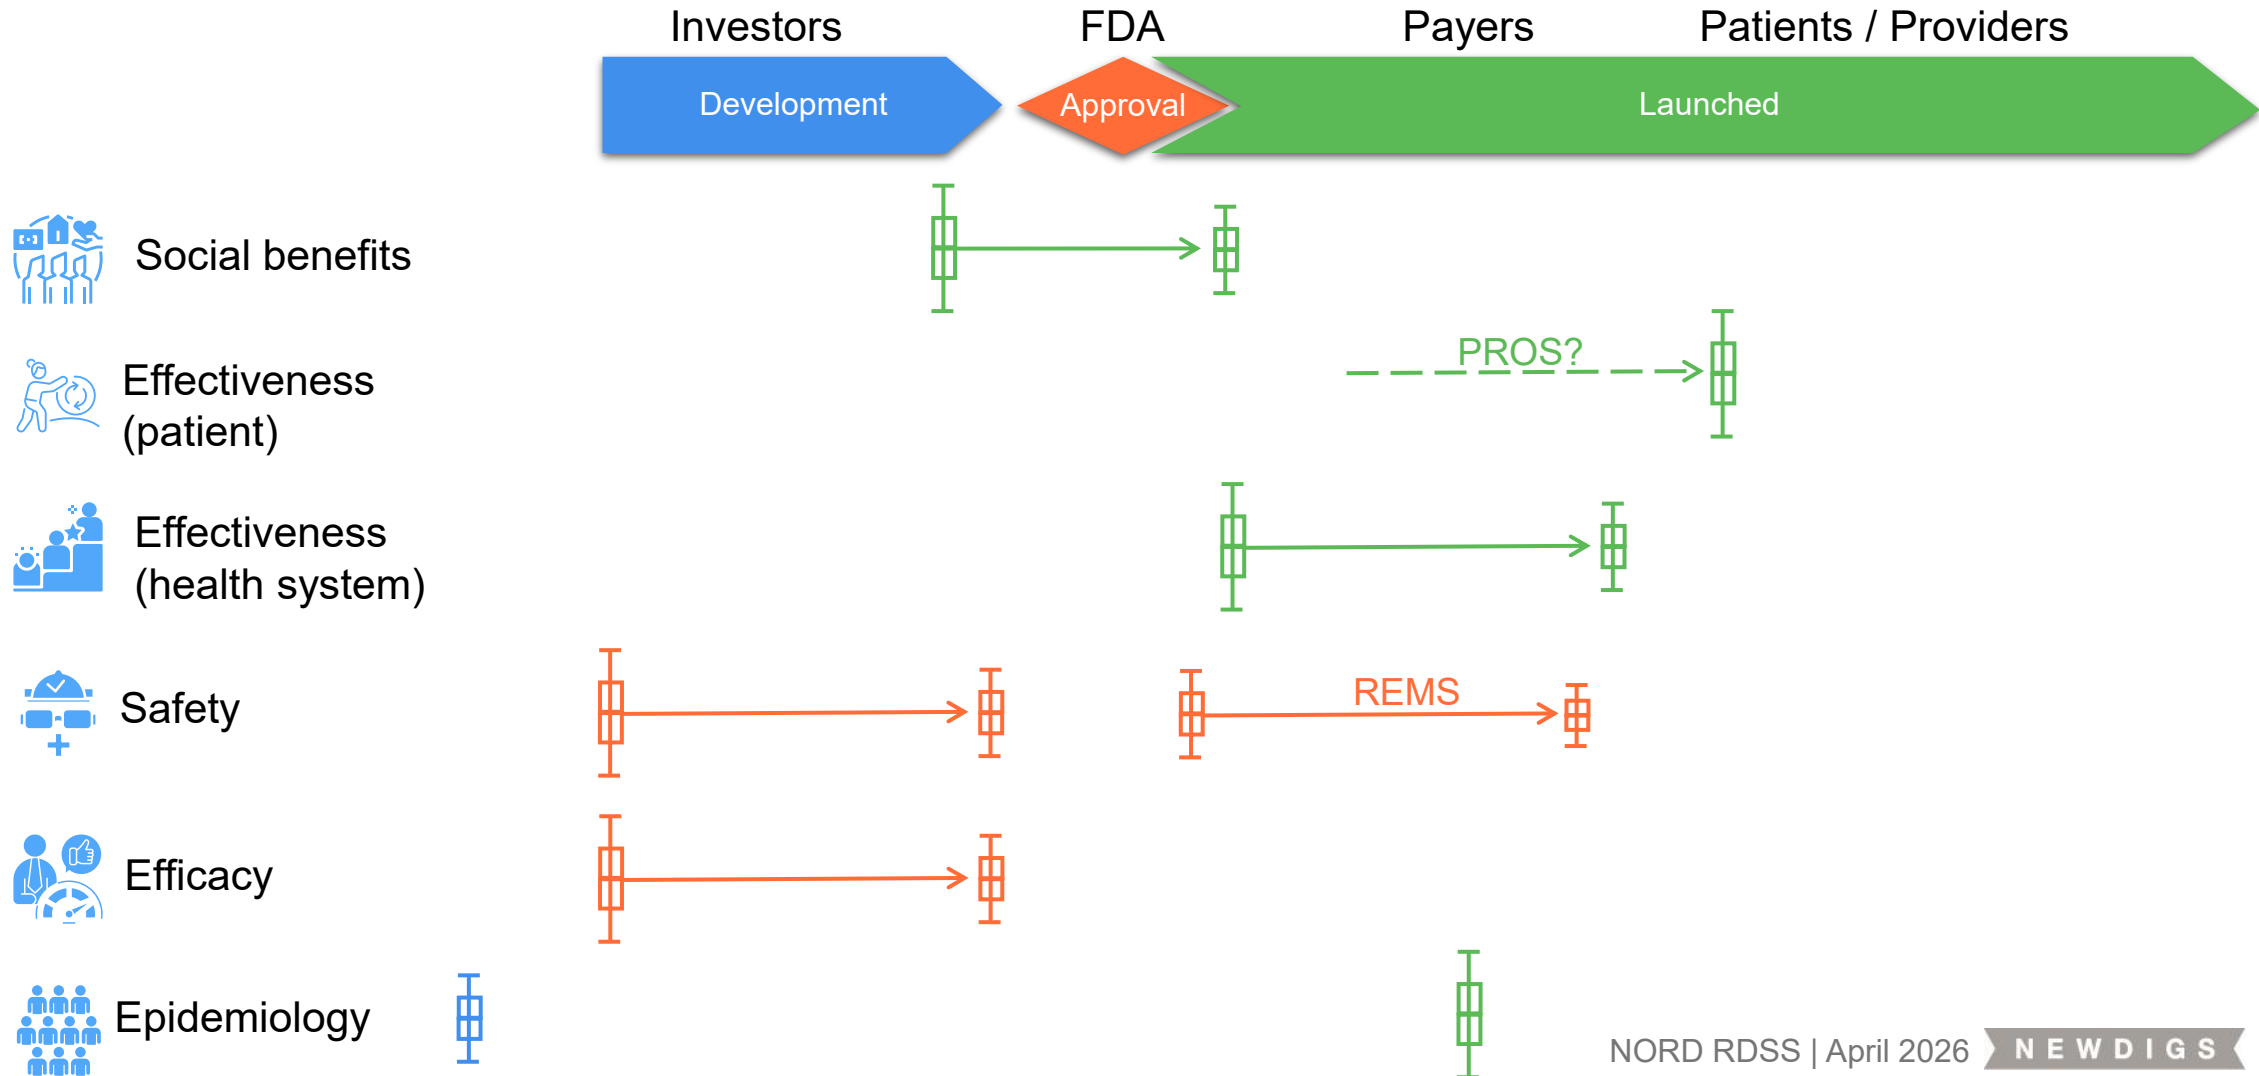 Investors FDA Payers Patients / Providers
Development Approval Launched
Social benefits
PROS?
Effectiveness
(patient)
Effectiveness
(health system)
REMS
Safety
Efficacy
Epidemiology
NORD RDSS | April 2026 NEWDIGS